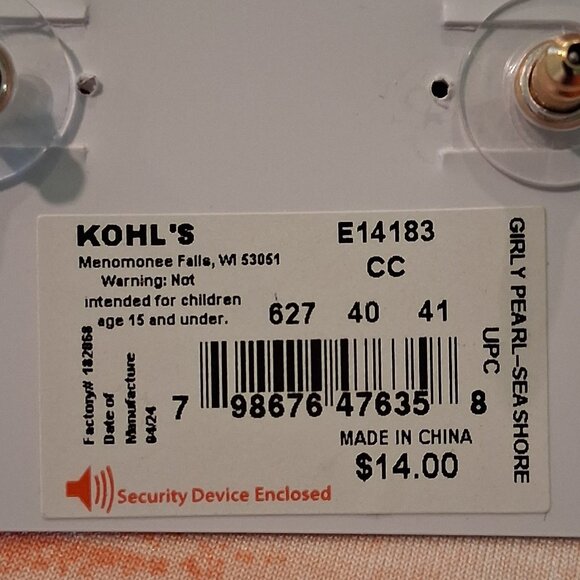 KOHL'S
Menomonee Falls, WI 53051
Warning: Not
intended for children
age 15 and under.
E14183
CC
627 40 41
Factory# 182868
Date of
Manufacture
04/24
7 98676 47635 8
UPC
GIRLY PEARL-SEASHORE
MADE IN CHINA
$14.00
Security Device Enclosed